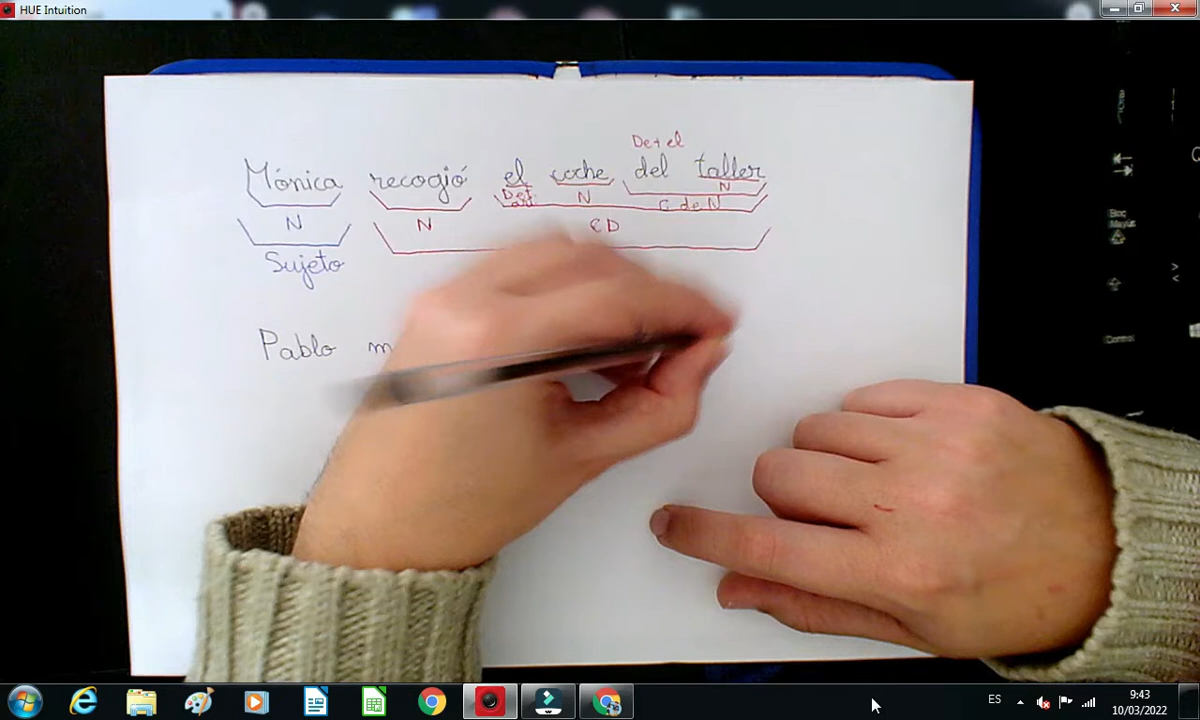 HUE Intuition
Det el
Mónica recogió el coche del taller
Det N N
art C de N
N N CD
Sujeto
Pablo
ES
9:43
10/03/2022